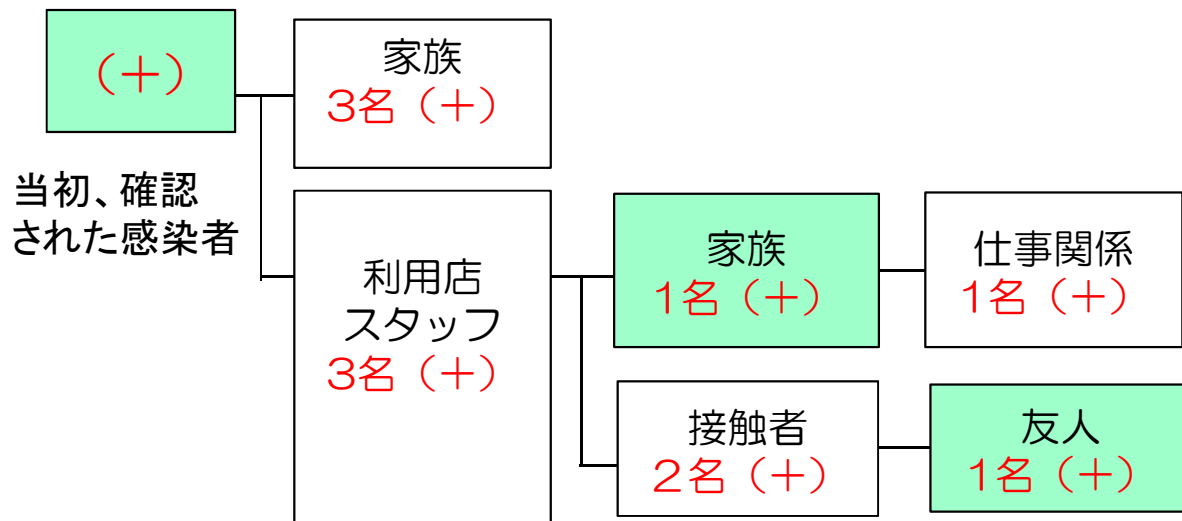 (＋)
当初、確認
された感染者
家族
3名（＋）
利用店
スタッフ
3名（＋）
家族
1名（＋）
仕事関係
1名（＋）
接触者
２名（＋）
友人
1名（＋）